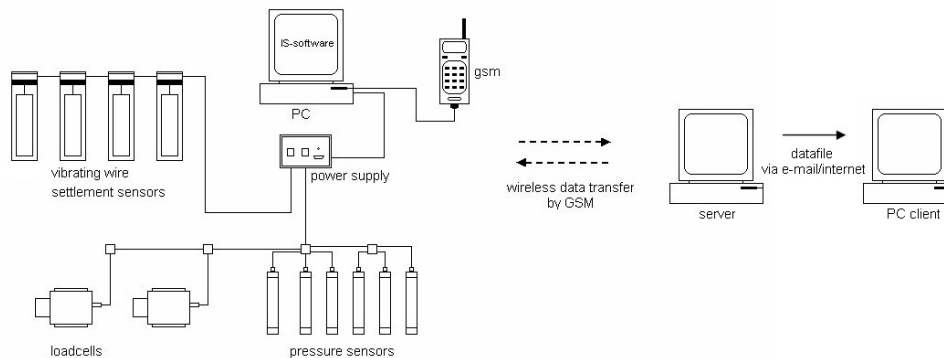 IS-software
gsm
PC
vibrating wire
settlement sensors
power supply
wireless data transfer
by GSM
server
datafile
via e-mail/internet
PC client
loadcells
pressure sensors